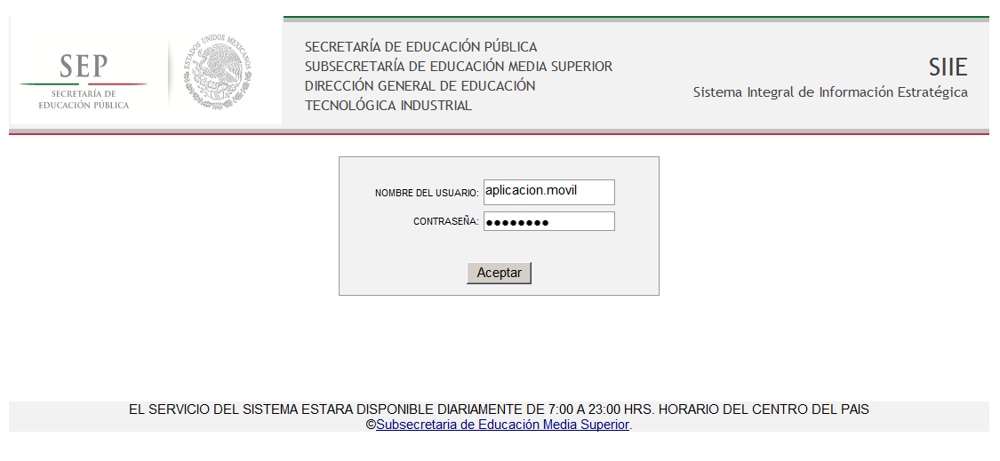 SEP
SECRETARÍA DE
EDUCACIÓN PÚBLICA
ESTADOS UNIDOS MEXICANOS
SECRETARÍA DE EDUCACIÓN PÚBLICA
SUBSECRETARÍA DE EDUCACIÓN MEDIA SUPERIOR
DIRECCIÓN GENERAL DE EDUCACIÓN
TECNOLÓGICA INDUSTRIAL
SIIE
Sistema Integral de Información Estratégica
NOMBRE DEL USUARIO: aplicacion.movil
CONTRASEÑA: ●●●●●●●●
Aceptar
EL SERVICIO DEL SISTEMA ESTARA DISPONIBLE DIARIAMENTE DE 7:00 A 23:00 HRS. HORARIO DEL CENTRO DEL PAIS
©Subsecretaria de Educación Media Superior.